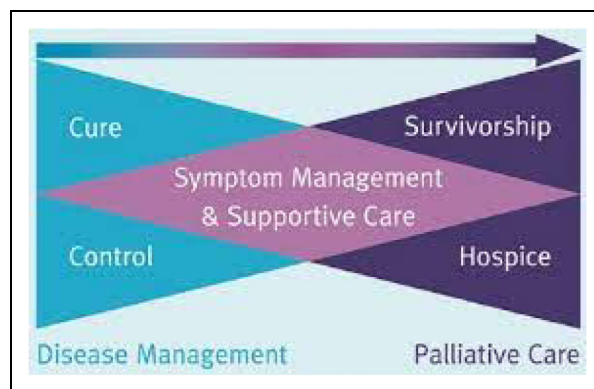 Cure
Survivorship
Symptom Management
& Supportive Care
Control
Hospice
Disease Management
Palliative Care